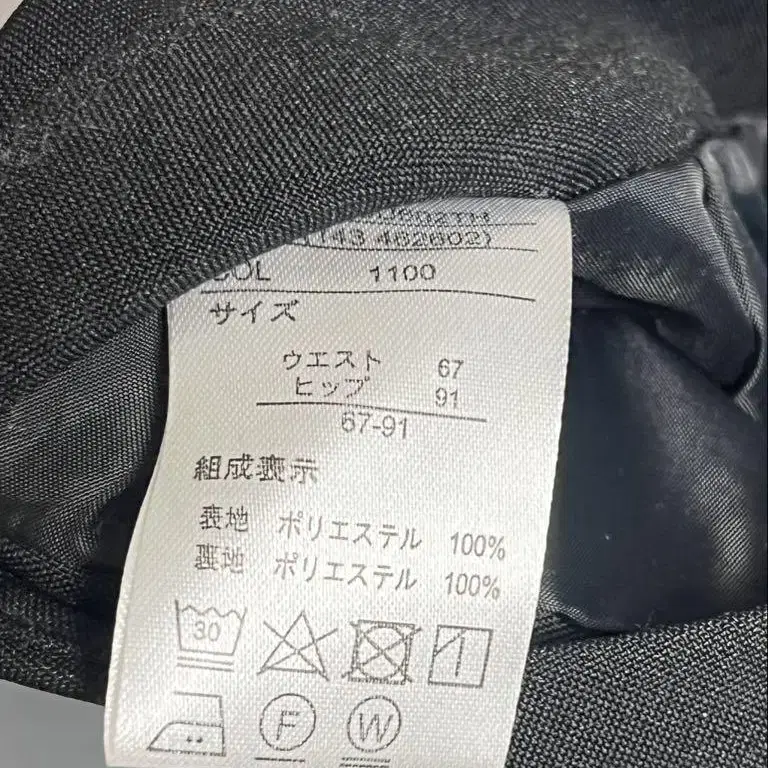 (143 462602)
COL 1100
サイズ
ウエスト 67
ヒップ 91
67-91
組成表示
表地 ポリエステル 100%
裏地 ポリエステル 100%
30
F W